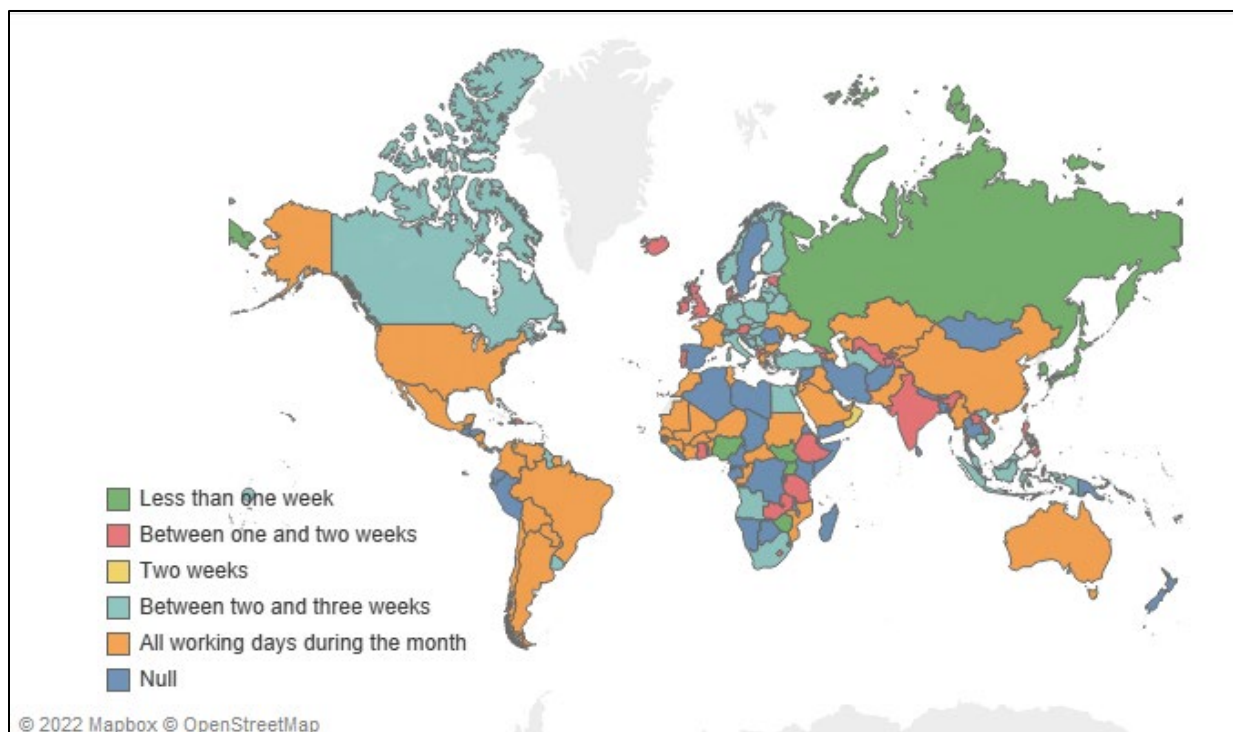 Less than one week
Between one and two weeks
Two weeks
Between two and three weeks
All working days during the month
Null
© 2022 Mapbox © OpenStreetMap